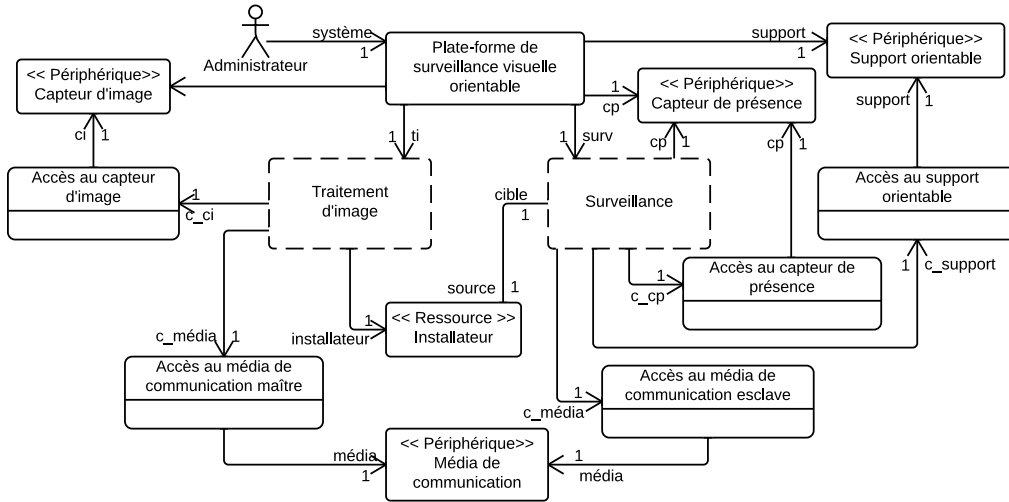 système
1
Administrateur
Plate-forme de
surveillance visuelle
orientable
support
1
<< Périphérique>>
Support orientable
<< Périphérique>>
Capteur d'image
1
cp
<< Périphérique>>
Capteur de présence
support
1
ci
1
1
ti
1
surv
cp
1
cp
1
Accès au capteur
d'image
1
c_ci
Traitement
d'image
cible
1
Surveillance
Accès au support
orientable
1
c_support
Accès au capteur de
présence
1
c_cp
source
1
<< Ressource >>
Installateur
1
installateur
c_média
1
Accès au média de
communication maître
Accès au média de
communication esclave
1
c_média
média
1
<< Périphérique>>
Média de
communication
1
média